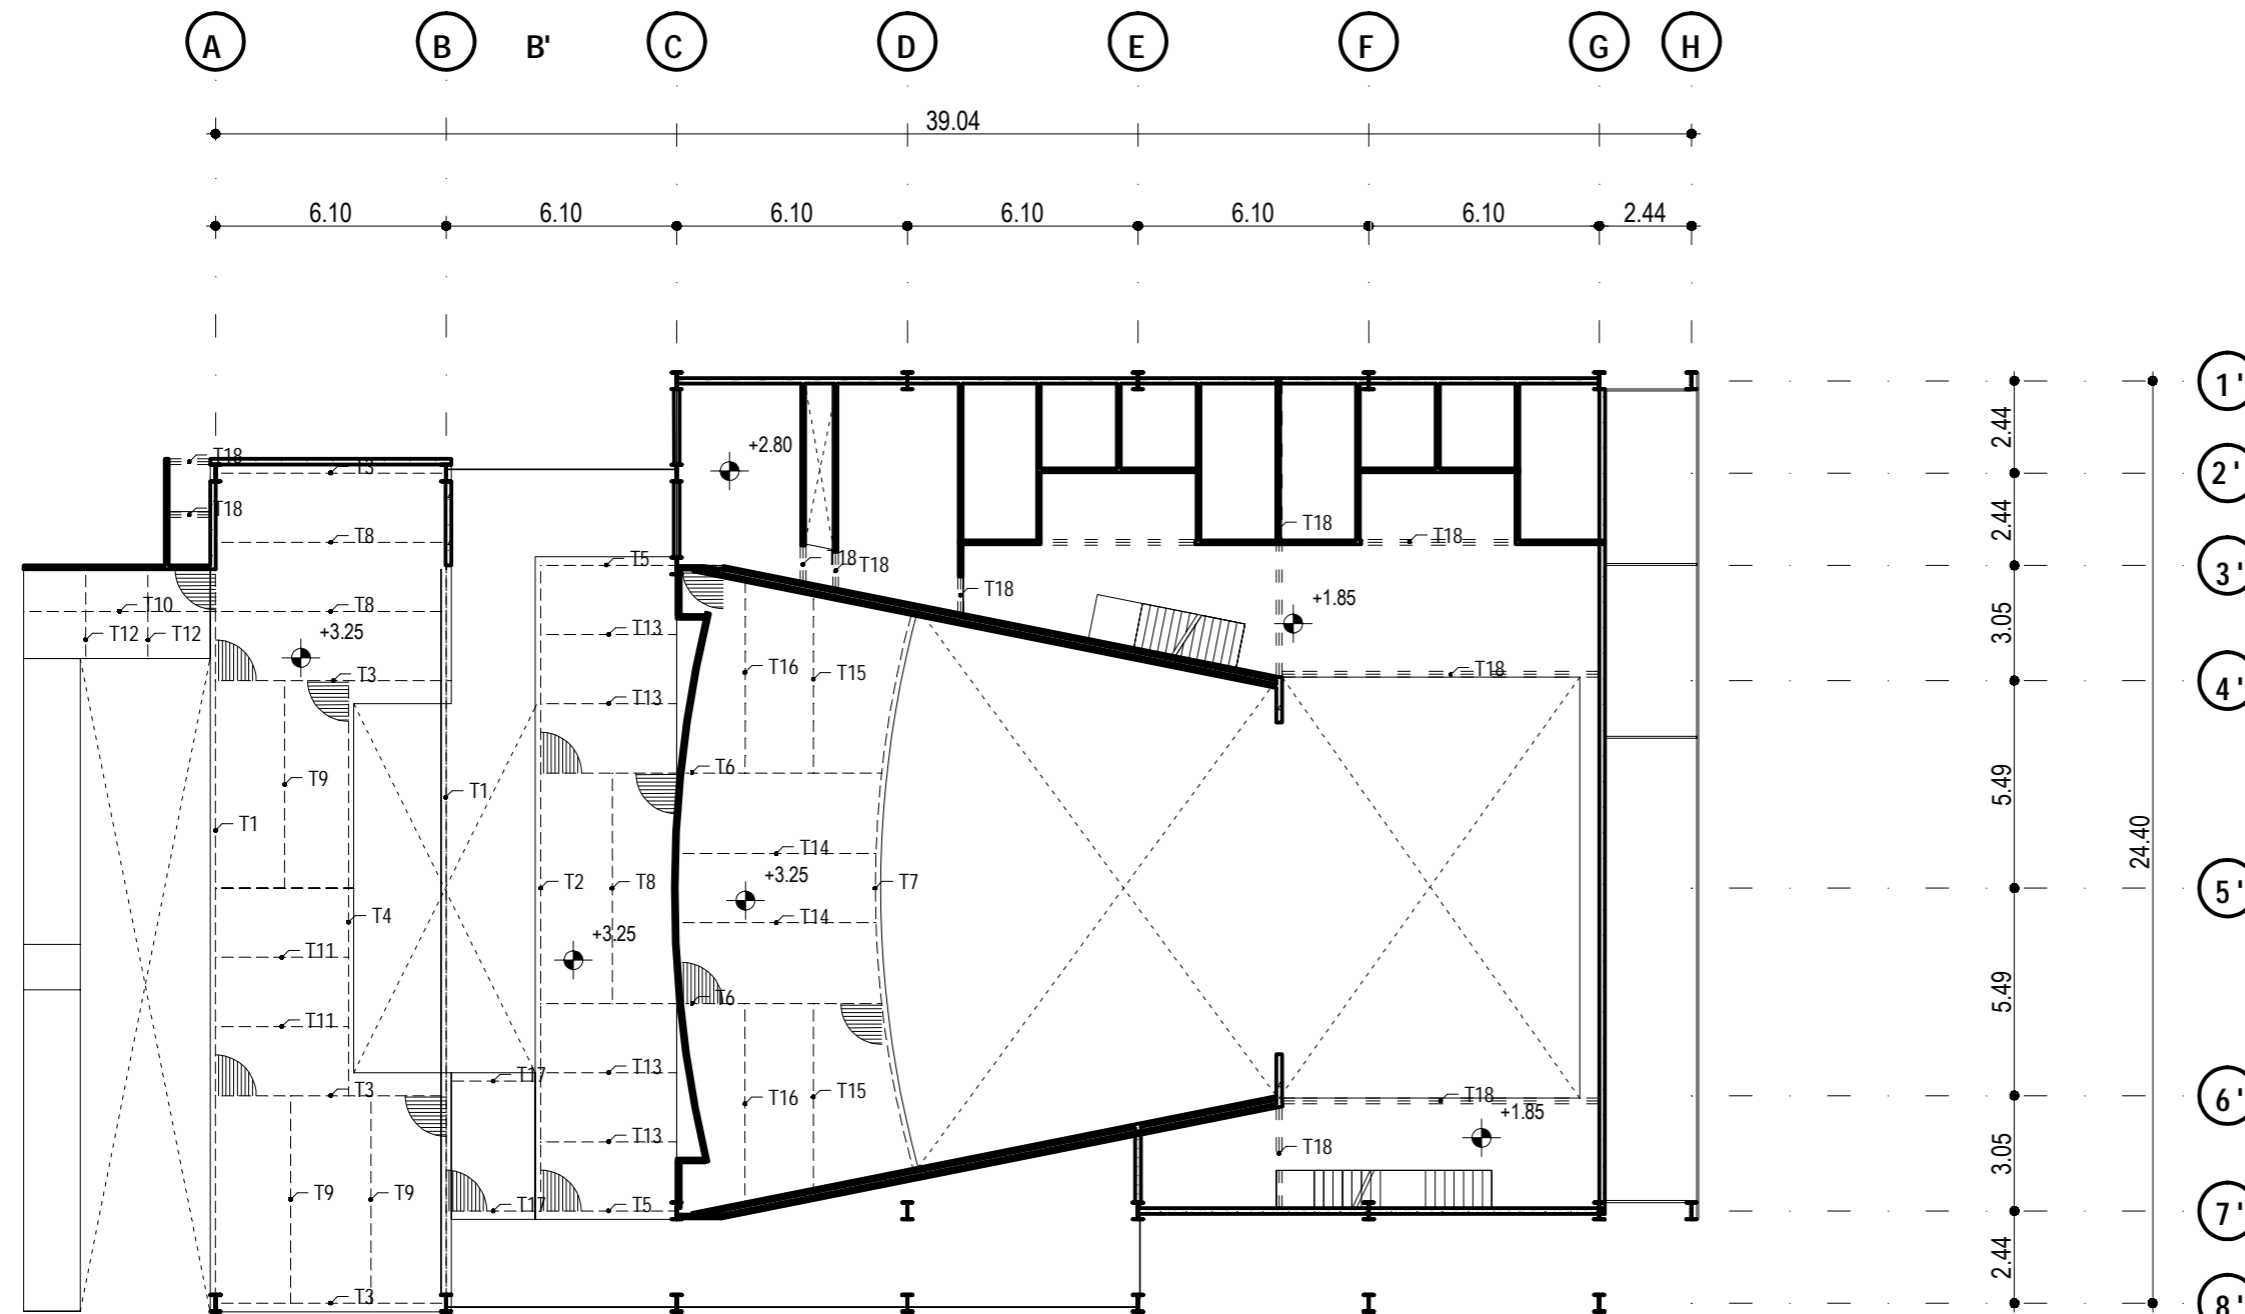 A B B' C D E F G H
39.04
6.10 6.10 6.10 6.10 6.10 6.10 2.44
1'
2.44
+2.80
T18 T3
2'
T18
2.44
T18 T18
T8
18 T18
T5
3'
T18
T10 T8
+1.85
3.05
T12 T12 +3.25
T13
T3
T16 T15
T18
4'
T13
T6
T9
5.49
T1
T1
T14
24.40
+3.25
T2 T8 T7
5'
T4
T14
+3.25
T11
5.49
T6
T11
T13
T17
T3
T16 T15
T18
6'
+1.85
T13
T18
3.05
T9 T9
T17 T5
7'
2.44
T3
8'